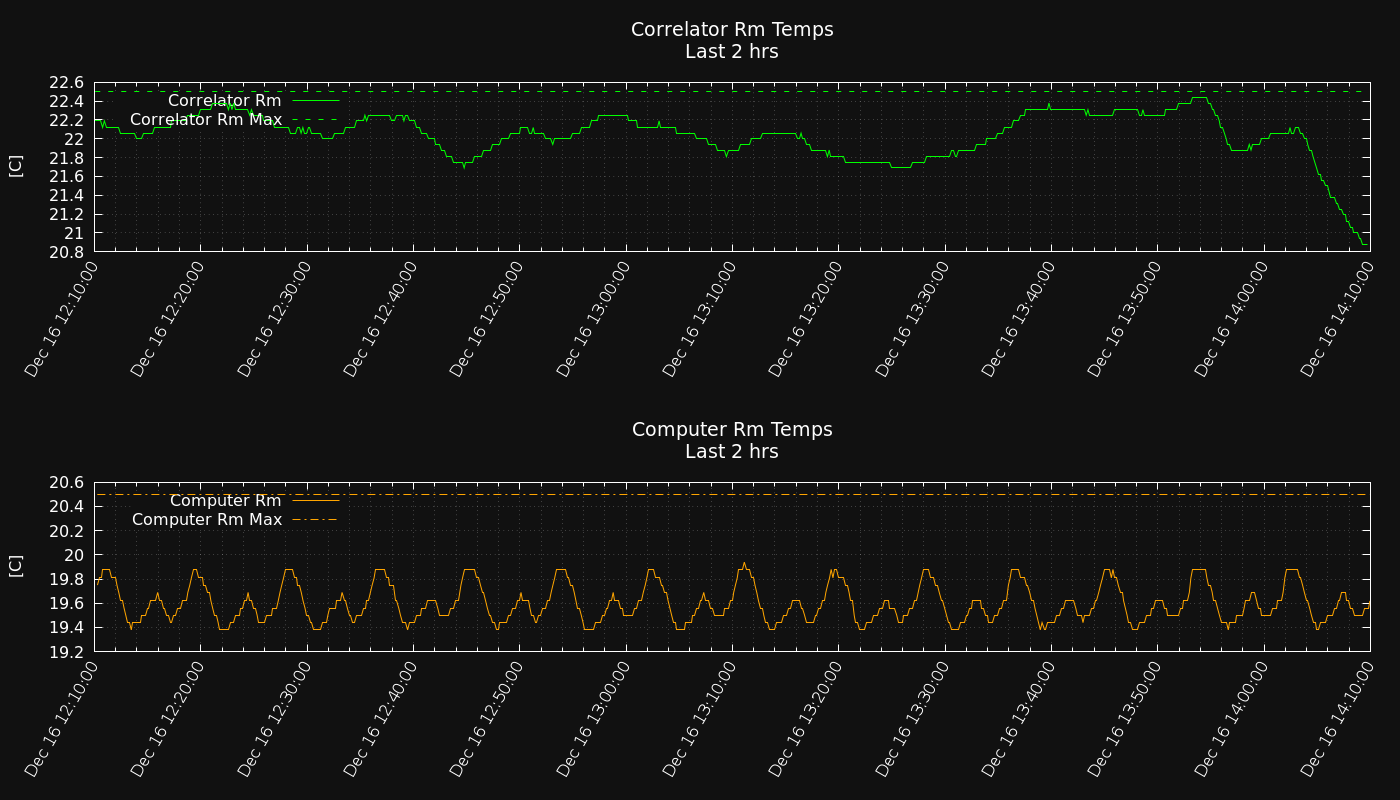 Correlator Rm Temps
Last 2 hrs
22.6
22.4
22.2
22
21.8
21.6
21.4
21.2
21
20.8
[C]
Correlator Rm
Correlator Rm Max
Dec 16 12:10:00
Dec 16 12:20:00
Dec 16 12:30:00
Dec 16 12:40:00
Dec 16 12:50:00
Dec 16 13:00:00
Dec 16 13:10:00
Dec 16 13:20:00
Dec 16 13:30:00
Dec 16 13:40:00
Dec 16 13:50:00
Dec 16 14:00:00
Dec 16 14:10:00
Computer Rm Temps
Last 2 hrs
20.6
20.4
20.2
20
19.8
19.6
19.4
19.2
[C]
Computer Rm
Computer Rm Max
Dec 16 12:10:00
Dec 16 12:20:00
Dec 16 12:30:00
Dec 16 12:40:00
Dec 16 12:50:00
Dec 16 13:00:00
Dec 16 13:10:00
Dec 16 13:20:00
Dec 16 13:30:00
Dec 16 13:40:00
Dec 16 13:50:00
Dec 16 14:00:00
Dec 16 14:10:00